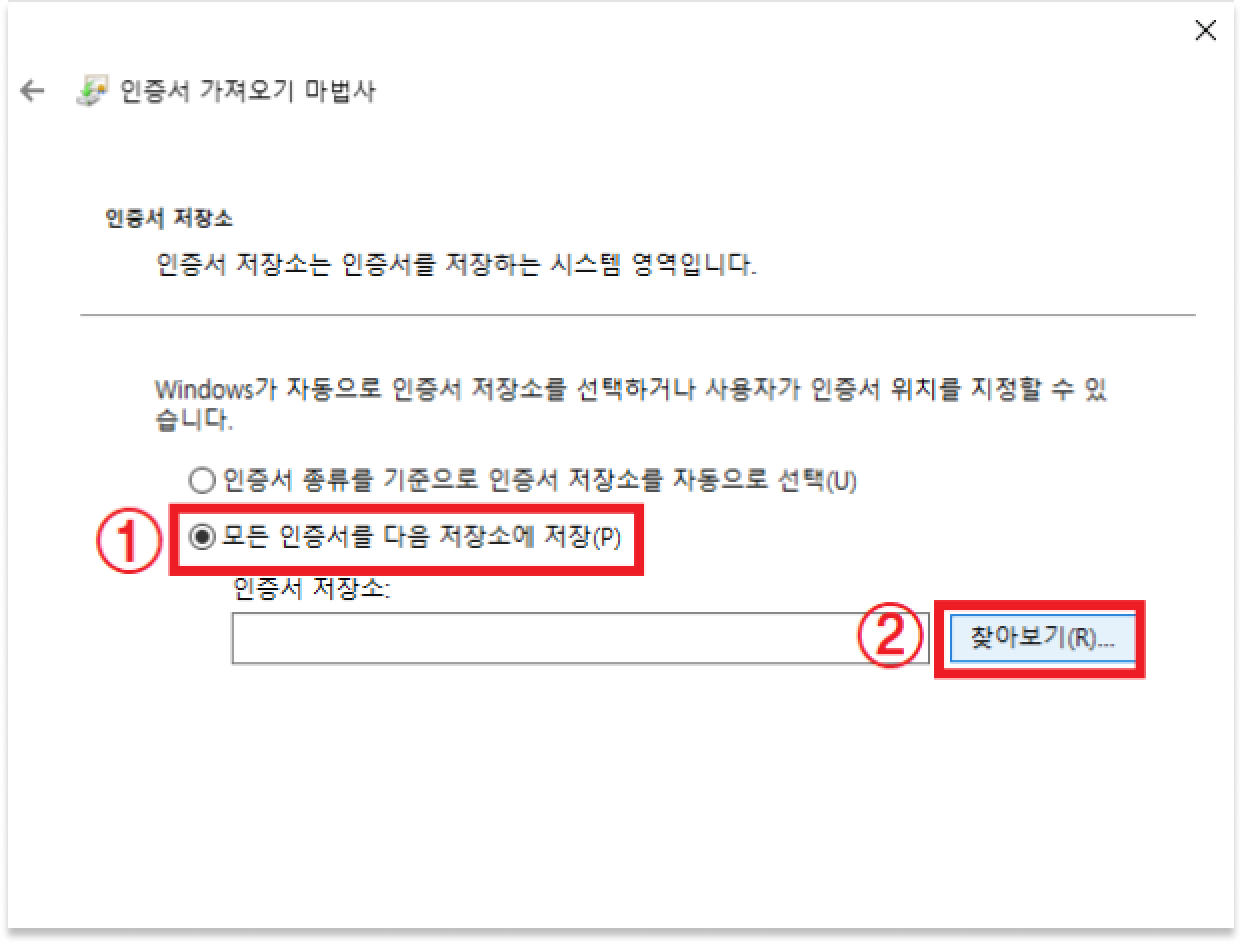 인증서 가져오기 마법사
인증서 저장소
인증서 저장소는 인증서를 저장하는 시스템 영역입니다.
Windows가 자동으로 인증서 저장소를 선택하거나 사용자가 인증서 위치를 지정할 수 있
습니다.
인증서 종류를 기준으로 인증서 저장소를 자동으로 선택(U)
① 모든 인증서를 다음 저장소에 저장(P)
인증서 저장소:
② 찾아보기(R)...